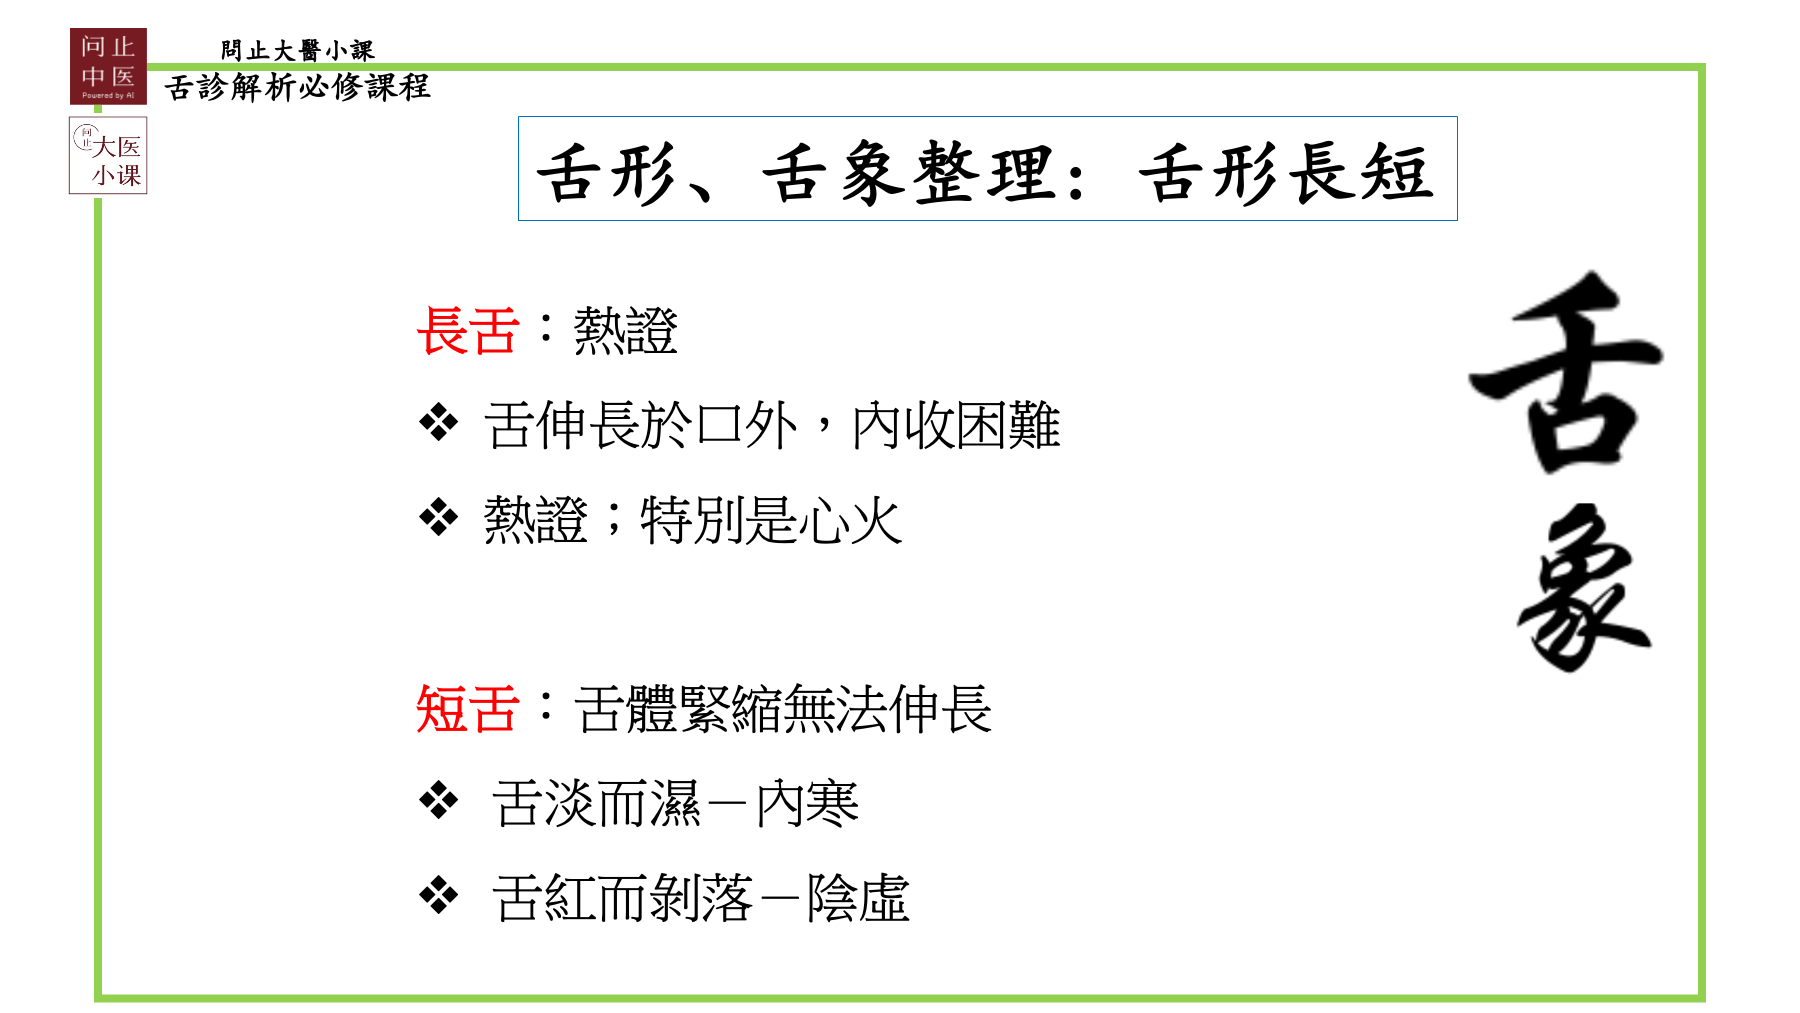 问止
中医
Powered by AI
問止大醫小課
舌診解析必修課程
问止
大医
小课
舌形、舌象整理：舌形長短
長舌：熱證
❖ 舌伸長於口外，內收困難
❖ 熱證；特別是心火
短舌：舌體緊縮無法伸長
❖ 舌淡而濕－內寒
❖ 舌紅而剝落－陰虛
舌
象